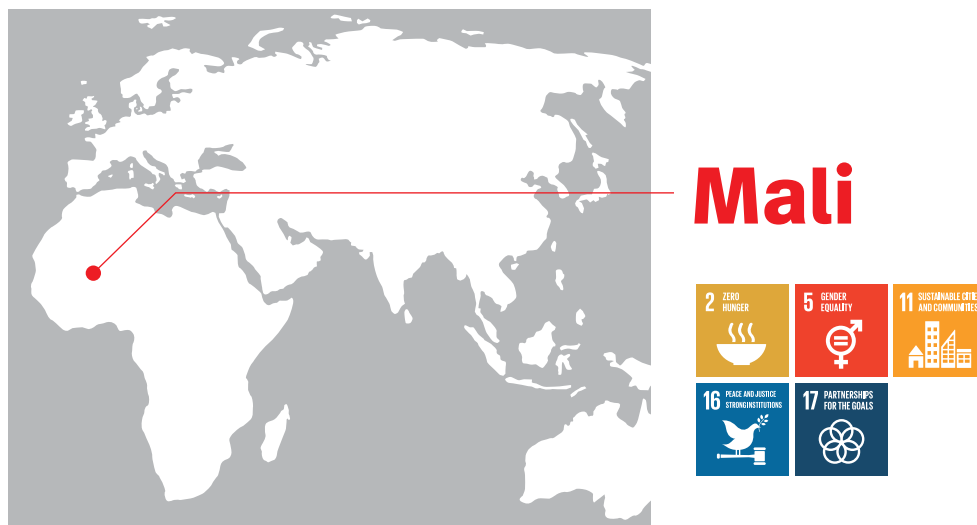 Mali
2 ZERO
HUNGER
5 GENDER
EQUALITY
11 SUSTAINABLE CITIE
AND COMMUNITIES
16 PEACE AND JUSTICE
STRONG INSTITUTIONS
17 PARTNERSHIPS
FOR THE GOALS